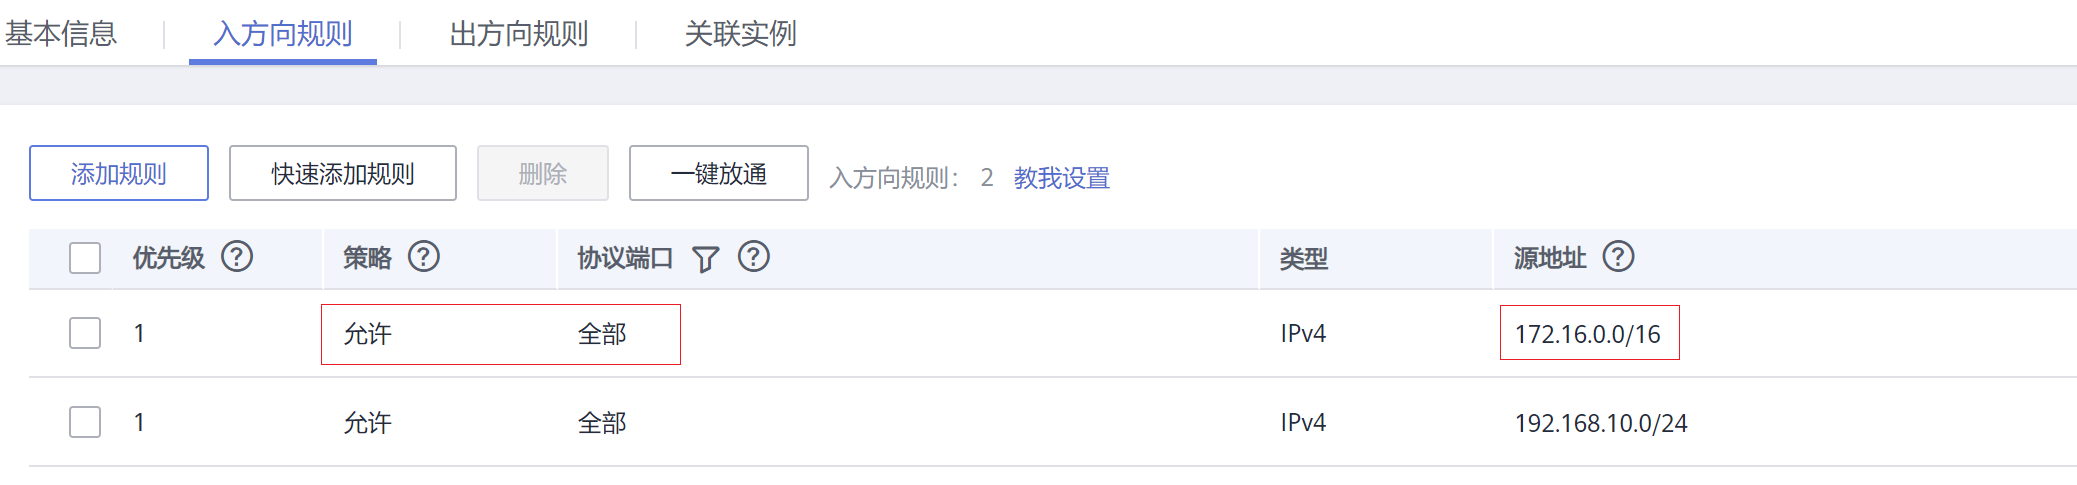 基本信息 入方向规则 出方向规则 关联实例
添加规则 快速添加规则 删除 一键放通 入方向规则： 2 教我设置
优先级 ? 策略 ? 协议端口 ? 类型 源地址 ?
1 允许 全部 IPv4 172.16.0.0/16
1 允许 全部 IPv4 192.168.10.0/24